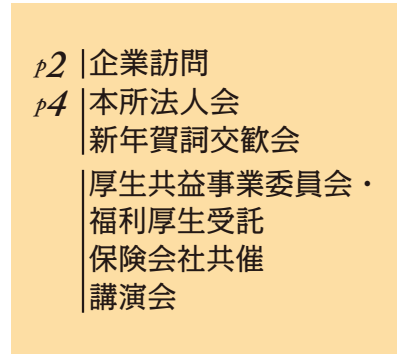 p2 企業訪問
p4 本所法人会
新年賀詞交歓会
厚生共益事業委員会・
福利厚生受託
保険会社共催
講演会